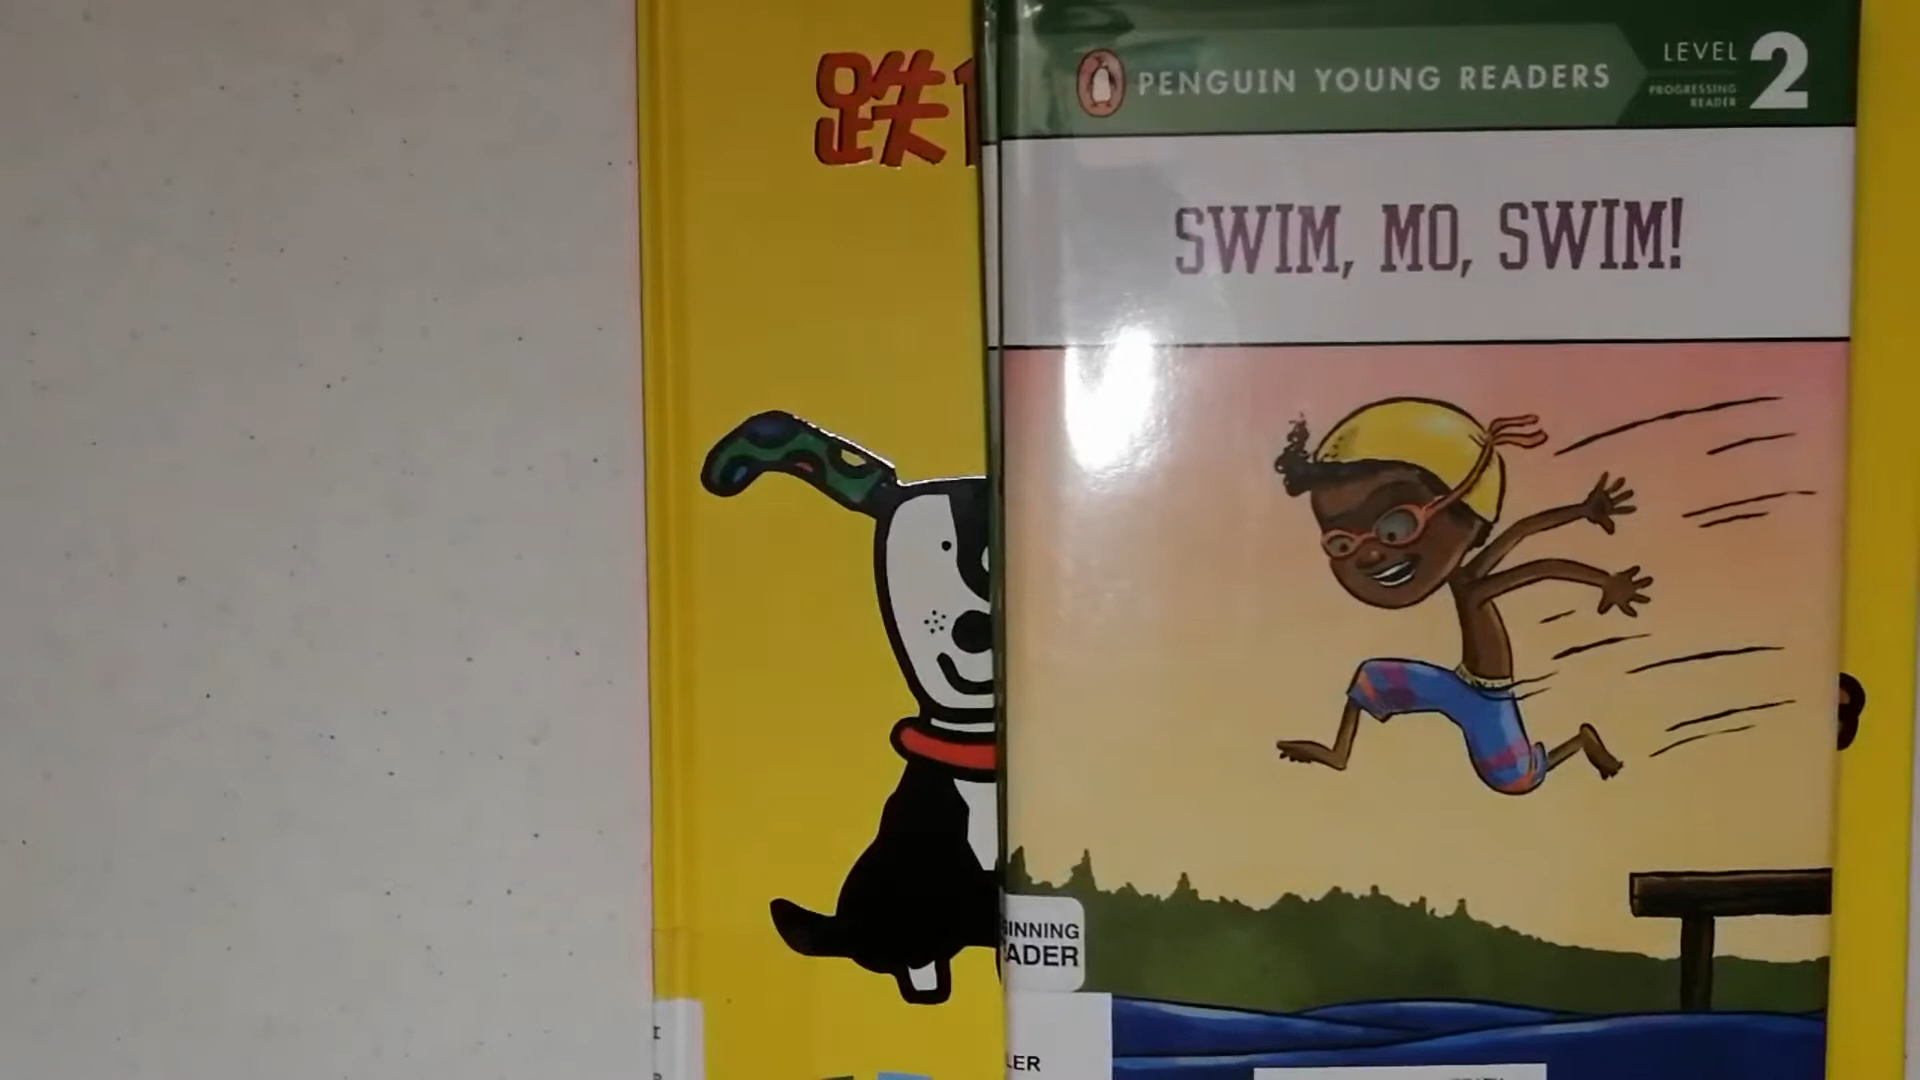 跌
PENGUIN YOUNG READERS
LEVEL 2
PROGRESSING
READER
SWIM, MO, SWIM!
INNING
ADER
LER